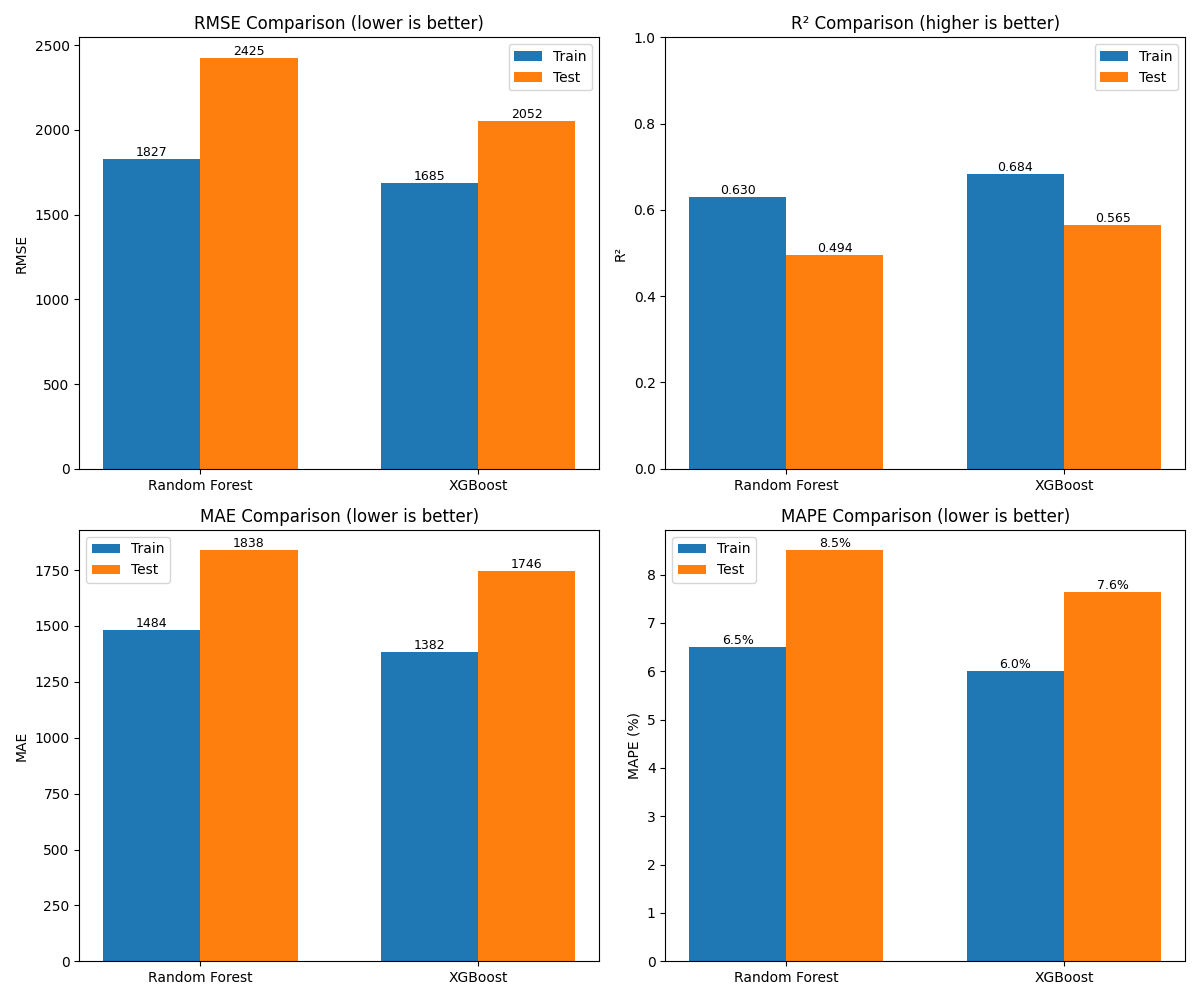 RMSE Comparison (lower is better)
2500
2000
1500
1000
500
0
RMSE
1827
2425
1685
2052
Train
Test
Random Forest
XGBoost
R² Comparison (higher is better)
1.0
0.8
0.6
0.4
0.2
0.0
R²
0.630
0.494
0.684
0.565
Train
Test
Random Forest
XGBoost
MAE Comparison (lower is better)
1750
1500
1250
1000
750
500
250
0
MAE
Train
Test
1484
1838
1382
1746
Random Forest
XGBoost
MAPE Comparison (lower is better)
8
7
6
5
4
3
2
1
0
MAPE (%)
Train
Test
6.5%
8.5%
6.0%
7.6%
Random Forest
XGBoost